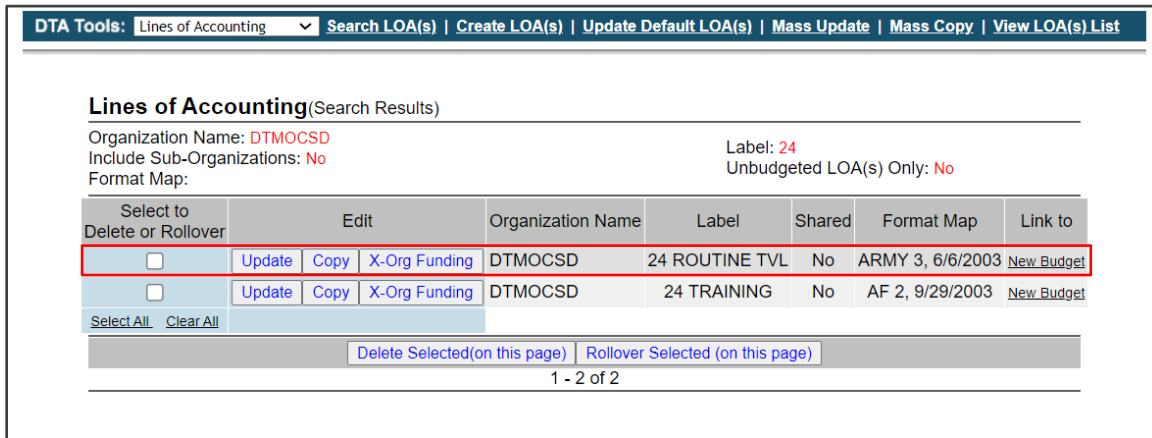 DTA Tools: Lines of Accounting Search LOA(s) | Create LOA(s) | Update Default LOA(s) | Mass Update | Mass Copy | View LOA(s) List
Lines of Accounting(Search Results)
Organization Name: DTMOCSD
Include Sub-Organizations: No
Format Map:
Label: 24
Unbudgeted LOA(s) Only: No
Select to
Delete or Rollover
Edit Organization Name Label Shared Format Map Link to
Update Copy X-Org Funding DTMOCSD 24 ROUTINE TVL No ARMY 3, 6/6/2003 New Budget
Update Copy X-Org Funding DTMOCSD 24 TRAINING No AF 2, 9/29/2003 New Budget
Select All Clear All
Delete Selected(on this page) Rollover Selected (on this page)
1 - 2 of 2